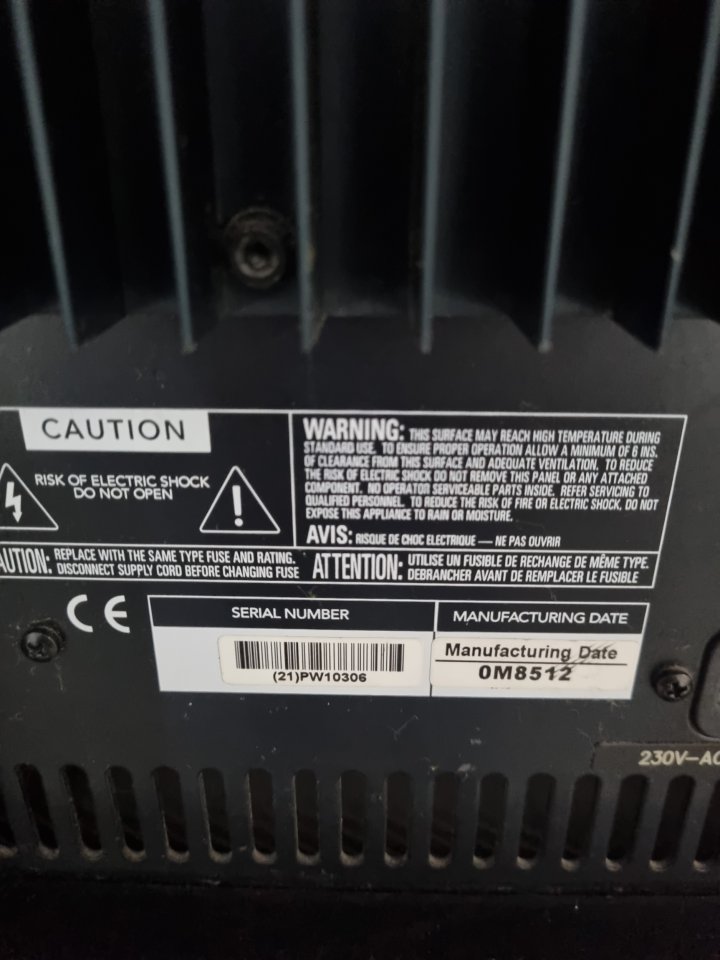 CAUTION
RISK OF ELECTRIC SHOCK
DO NOT OPEN
WARNING: THIS SURFACE MAY REACH HIGH TEMPERATURE DURING
STANDARD USE. TO ENSURE PROPER OPERATION ALLOW A MINIMUM OF 6 INS.
OF CLEARANCE FROM THIS SURFACE AND ADEQUATE VENTILATION. TO REDUCE
THE RISK OF ELECTRIC SHOCK DO NOT REMOVE THIS PANEL OR ANY ATTACHED
COMPONENT. NO OPERATOR SERVICEABLE PARTS INSIDE. REFER SERVICING TO
QUALIFIED PERSONNEL. TO REDUCE THE RISK OF FIRE OR ELECTRIC SHOCK, DO NOT
EXPOSE THIS APPLIANCE TO RAIN OR MOISTURE.
AVIS: RISQUE DE CHOC ELECTRIQUE — NE PAS OUVRIR
AUTION: REPLACE WITH THE SAME TYPE FUSE AND RATING.
DISCONNECT SUPPLY CORD BEFORE CHANGING FUSE
ATTENTION: UTILISE UN FUSIBLE DE RECHANGE DE MÊME TYPE.
DEBRANCHER AVANT DE REMPLACER LE FUSIBLE
CE
SERIAL NUMBER
(21)PW10306
MANUFACTURING DATE
Manufacturing Date
0M8512
230V-AC